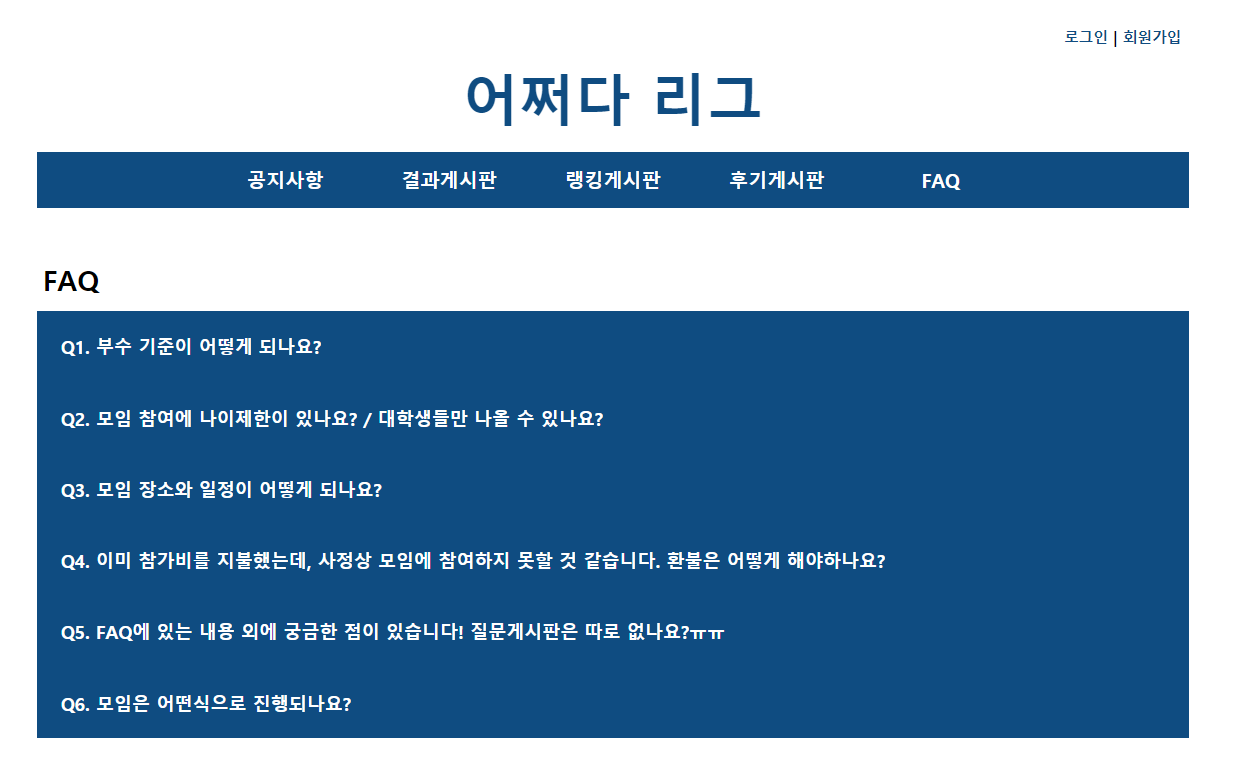 로그인 | 회원가입
어쩌다 리그
공지사항 결과게시판 랭킹게시판 후기게시판 FAQ
FAQ
Q1. 부수 기준이 어떻게 되나요?
Q2. 모임 참여에 나이제한이 있나요? / 대학생들만 나올 수 있나요?
Q3. 모임 장소와 일정이 어떻게 되나요?
Q4. 이미 참가비를 지불했는데, 사정상 모임에 참여하지 못할 것 같습니다. 환불은 어떻게 해야하나요?
Q5. FAQ에 있는 내용 외에 궁금한 점이 있습니다! 질문게시판은 따로 없나요?ㅠㅠ
Q6. 모임은 어떤식으로 진행되나요?